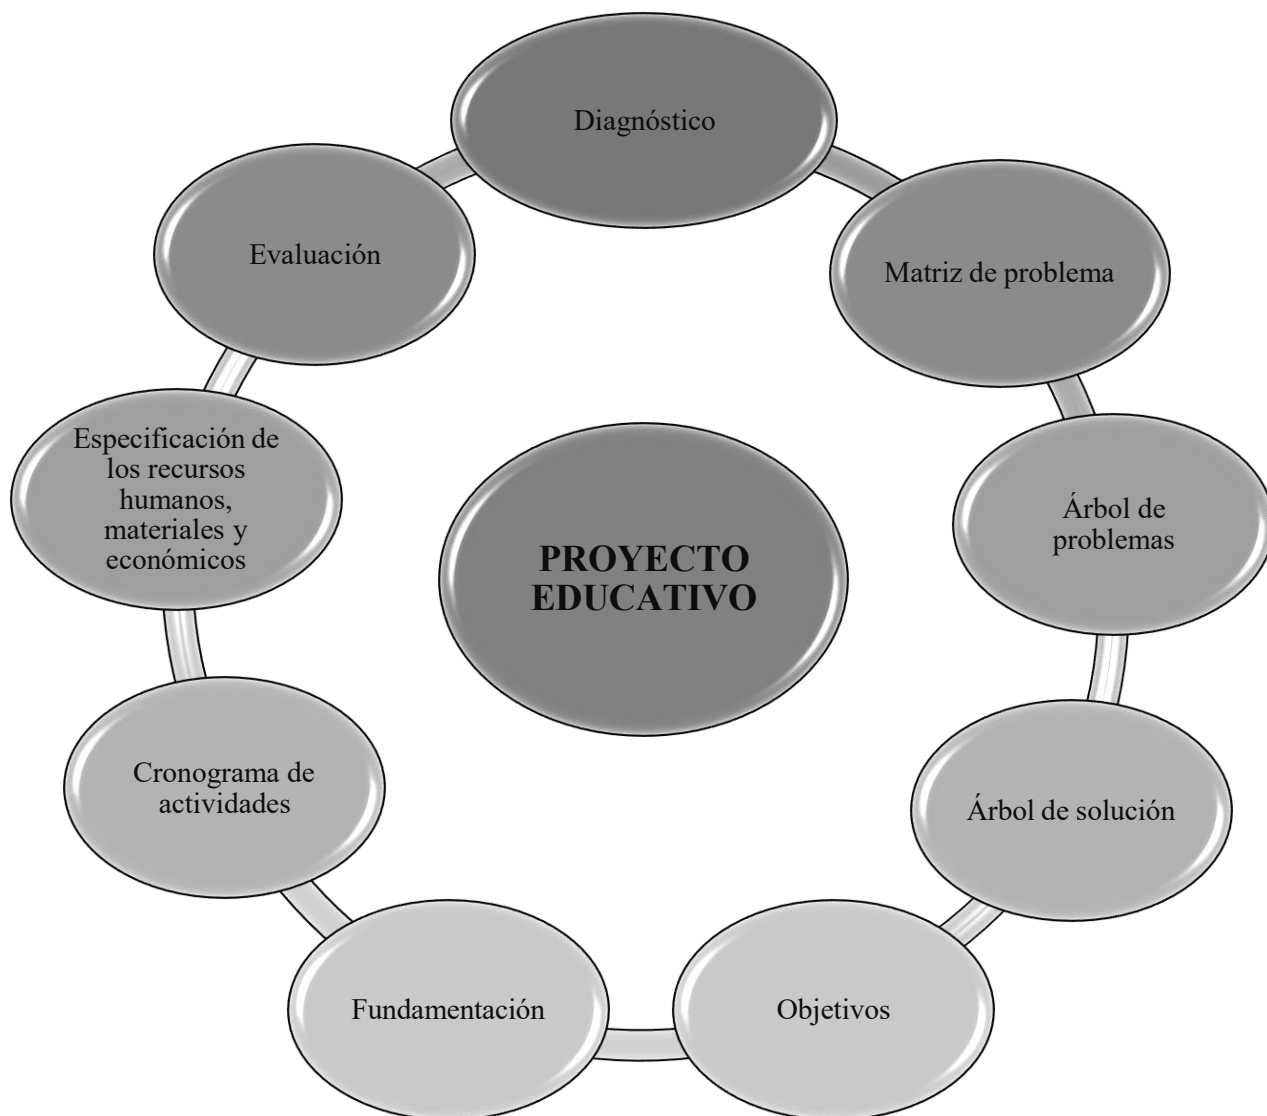 Diagnóstico
Matriz de problema
Árbol de
problemas
Árbol de solución
Objetivos
Fundamentación
Cronograma de
actividades
Especificación de
los recursos
humanos,
materiales y
económicos
Evaluación
PROYECTO
EDUCATIVO